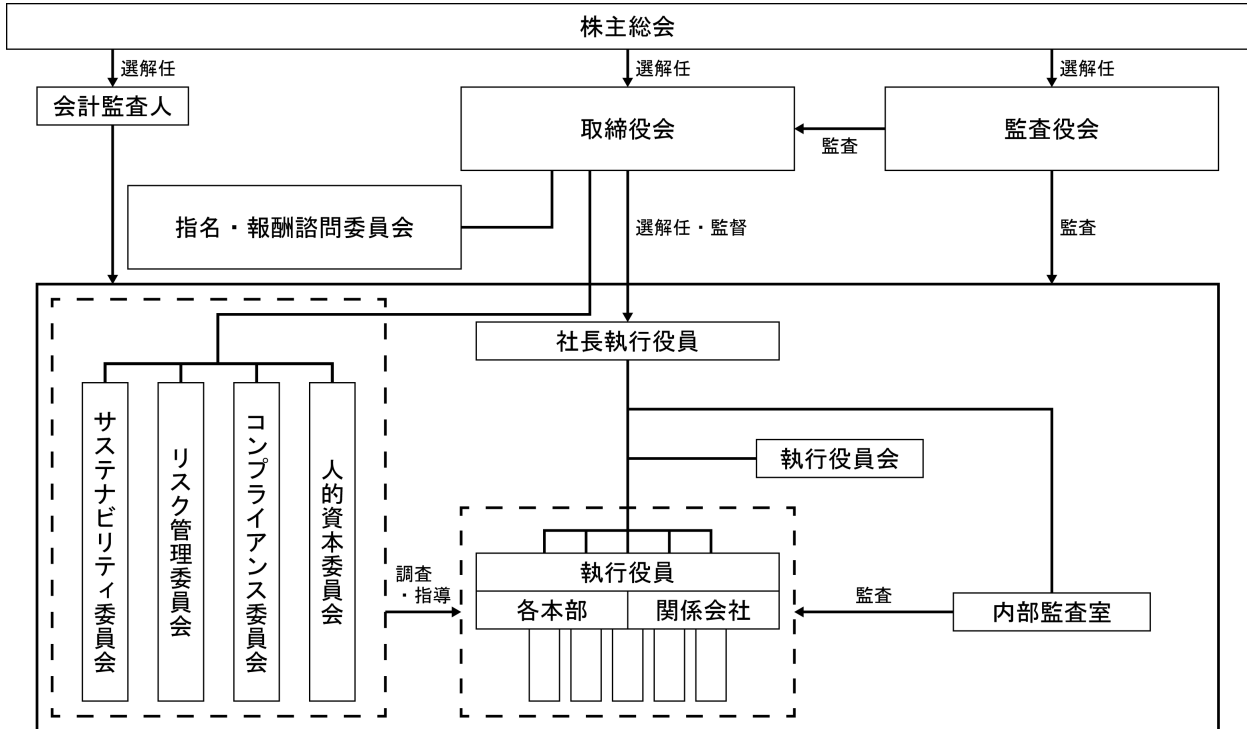 株主総会
選解任
選解任
選解任
会計監査人
取締役会
監査役会
監査
指名・報酬諮問委員会
選解任・監督
監査
社長執行役員
執行役員会
サステナビリティ委員会
リスク管理委員会
コンプライアンス委員会
人的資本委員会
調査
・指導
執行役員
各本部
関係会社
監査
内部監査室